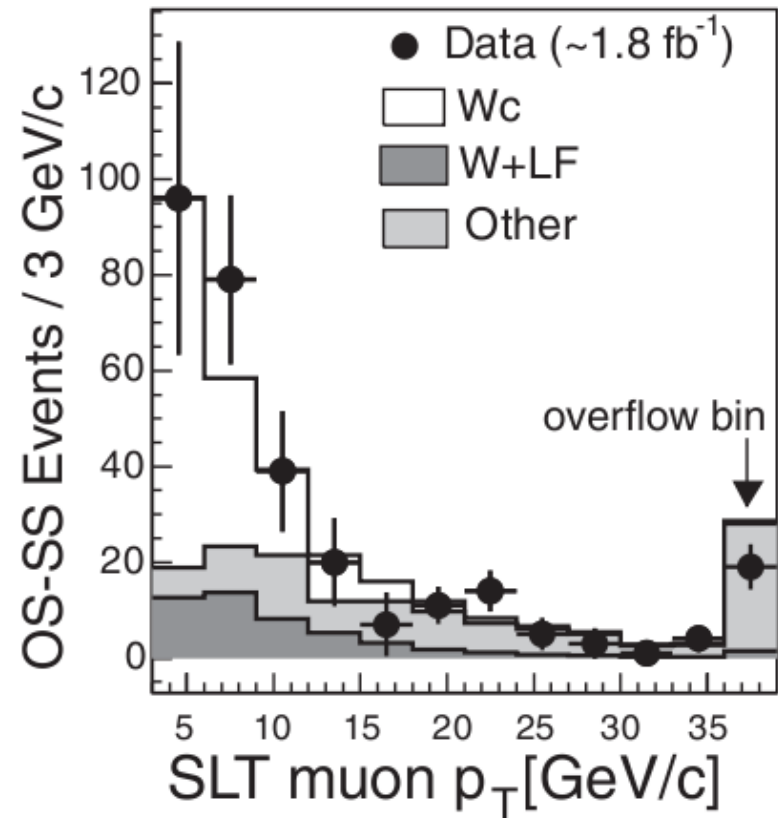 Data (~1.8 fb⁻¹)
Wc
W+LF
Other
overflow bin
OS-SS Events / 3 GeV/c
120
100
80
60
40
20
0
5 10 15 20 25 30 35
SLT muon p_T[GeV/c]